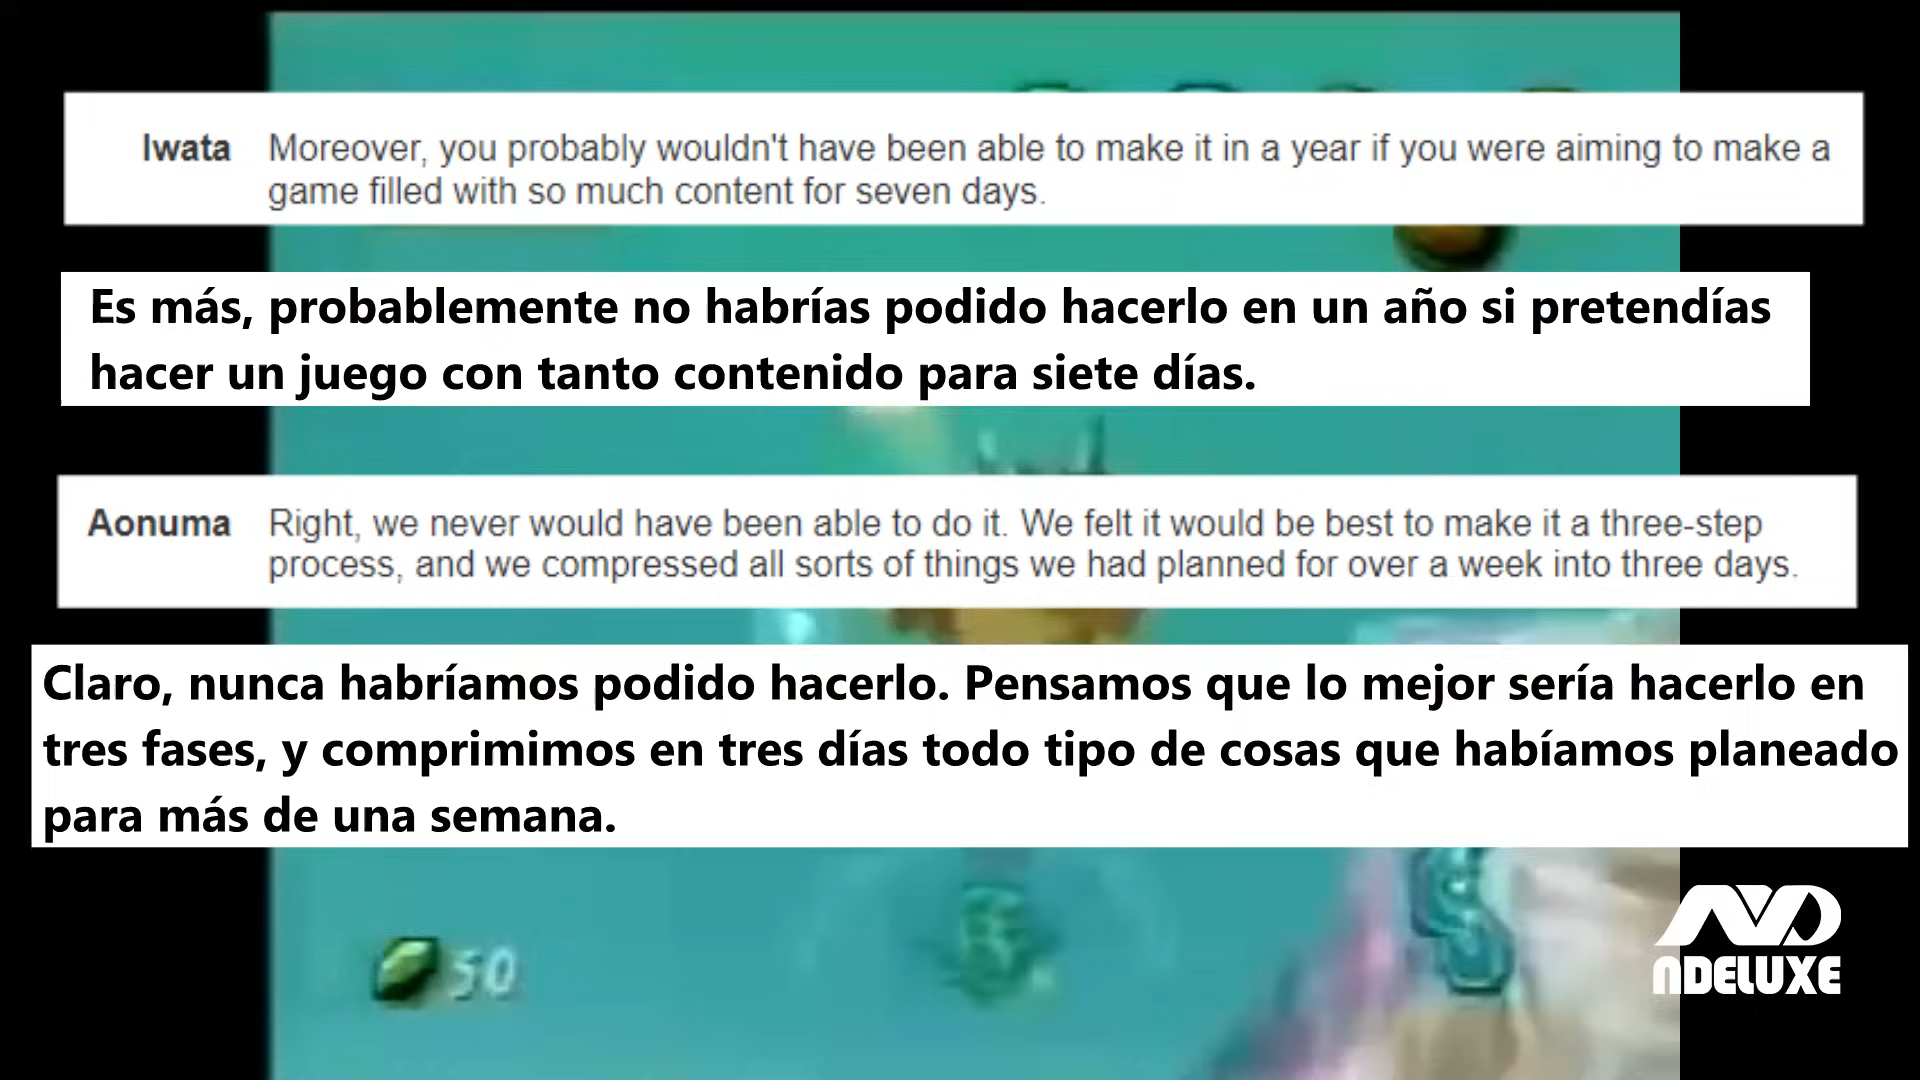 Iwata Moreover, you probably wouldn't have been able to make it in a year if you were aiming to make a
game filled with so much content for seven days.
Es más, probablemente no habrías podido hacerlo en un año si pretendías
hacer un juego con tanto contenido para siete días.
Aonuma Right, we never would have been able to do it. We felt it would be best to make it a three-step
process, and we compressed all sorts of things we had planned for over a week into three days.
Claro, nunca habríamos podido hacerlo. Pensamos que lo mejor sería hacerlo en
tres fases, y comprimimos en tres días todo tipo de cosas que habíamos planeado
para más de una semana.
50
ND
NDELUXE